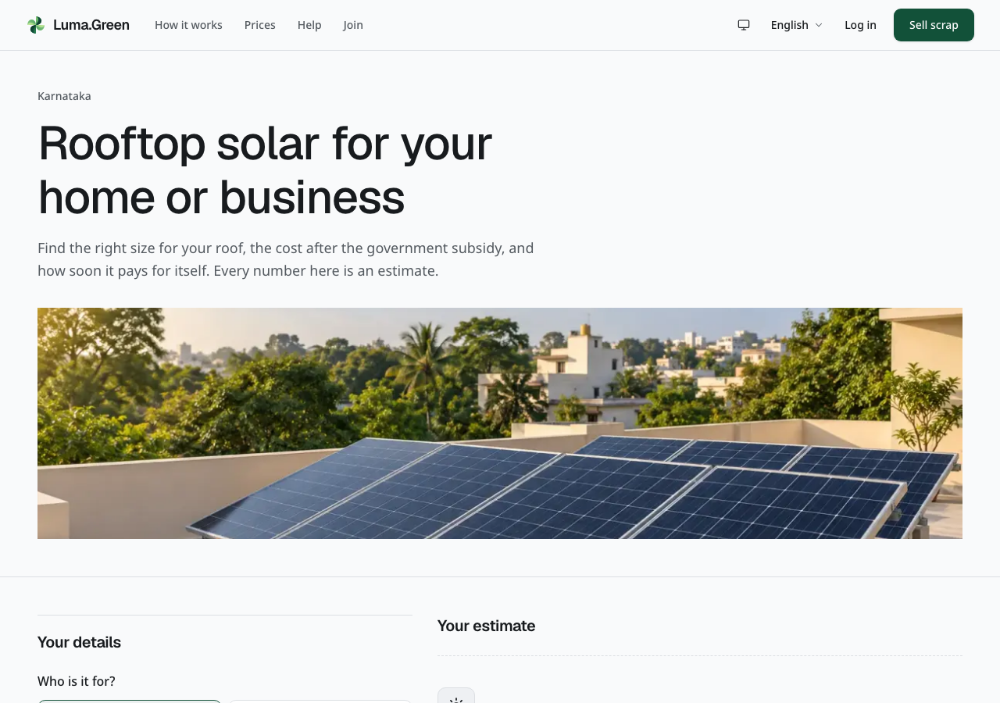 Luma.Green
How it works
Prices
Help
Join
English
Log in
Sell scrap
Karnataka
Rooftop solar for your
home or business
Find the right size for your roof, the cost after the government subsidy, and
how soon it pays for itself. Every number here is an estimate.
Your details
Who is it for?
Your estimate